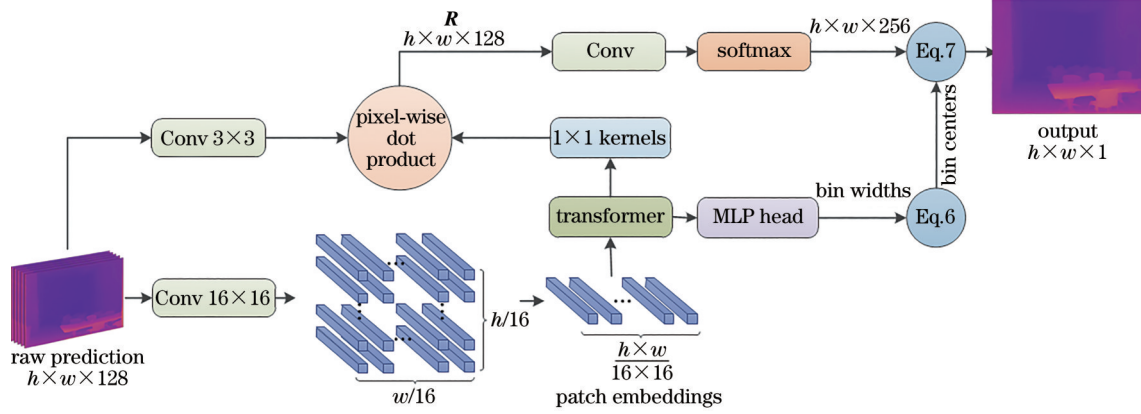 R
h×w×128
Conv
softmax
h×w×256
Eq.7
output
h×w×1
Conv 3×3
pixel-wise
dot
product
1×1 kernels
transformer
MLP head
bin widths
Eq.6
bin centers
raw prediction
h×w×128
Conv 16×16
h/16
w/16
h×w
16×16
patch embeddings